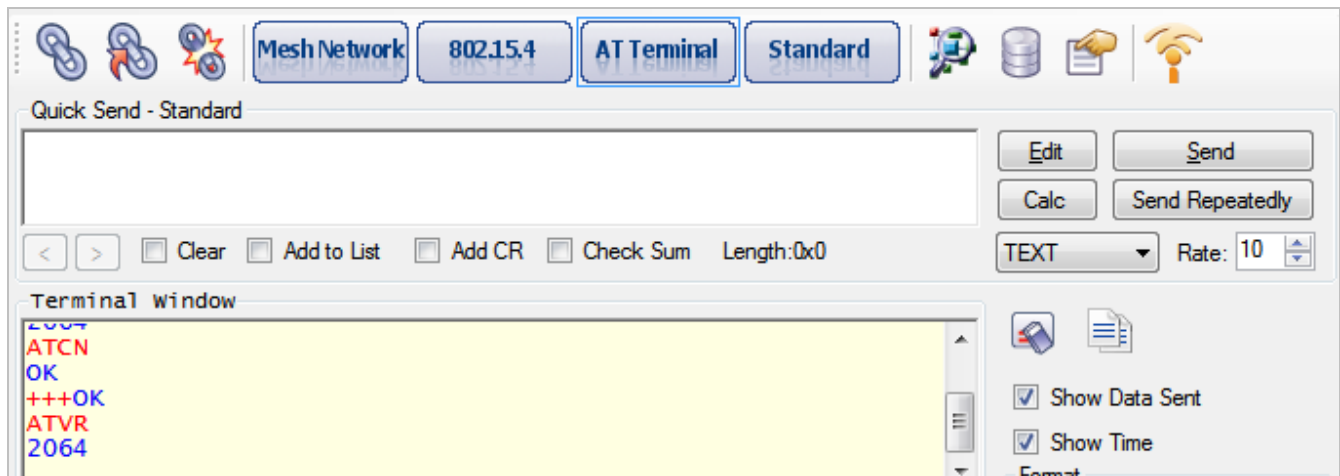 Mesh Network 802.15.4 AT Terminal Standard
Quick Send - Standard
Edit Send
Calc Send Repeatedly
< > Clear Add to List Add CR Check Sum Length:0x0 TEXT Rate: 10
Terminal Window
2064
ATCN
OK
+++OK
ATVR
2064
Show Data Sent
Show Time
Format